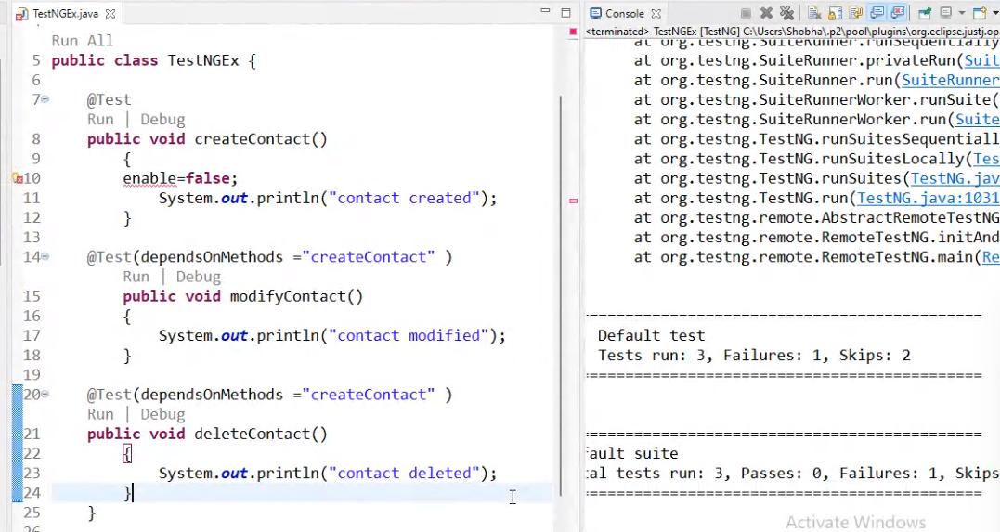 TestNGEx.java
Run All
5 public class TestNGEx {
6
7 @Test
Run | Debug
8 public void createContact()
9 {
10 enable=false;
11 System.out.println("contact created");
12 }
13
14 @Test(dependsOnMethods ="createContact" )
Run | Debug
15 public void modifyContact()
16 {
17 System.out.println("contact modified");
18 }
19
20 @Test(dependsOnMethods ="createContact" )
Run | Debug
21 public void deleteContact()
22 {
23 System.out.println("contact deleted");
24 }
25 }
Console
<terminated> TestNGEx [TestNG] C:\Users\Shobha\.p2\pool\plugins\org.eclipse.justj.op
at org.testng.SuiteRunner.runSequentially
at org.testng.SuiteRunner.privateRun(Suit
at org.testng.SuiteRunner.run(SuiteRunner
at org.testng.SuiteRunnerWorker.runSuite(
at org.testng.SuiteRunnerWorker.run(Suite
at org.testng.TestNG.runSuitesSequentiall
at org.testng.TestNG.runSuitesLocally(Tes
at org.testng.TestNG.runSuites(TestNG.jav
at org.testng.TestNG.run(TestNG.java:1031
at org.testng.remote.AbstractRemoteTestNG
at org.testng.remote.RemoteTestNG.initAnd
at org.testng.remote.RemoteTestNG.main(Re
===============================================
Default test
Tests run: 3, Failures: 1, Skips: 2
===============================================
===============================================
fault suite
al tests run: 3, Passes: 0, Failures: 1, Skips
===============================================
Activate Windows